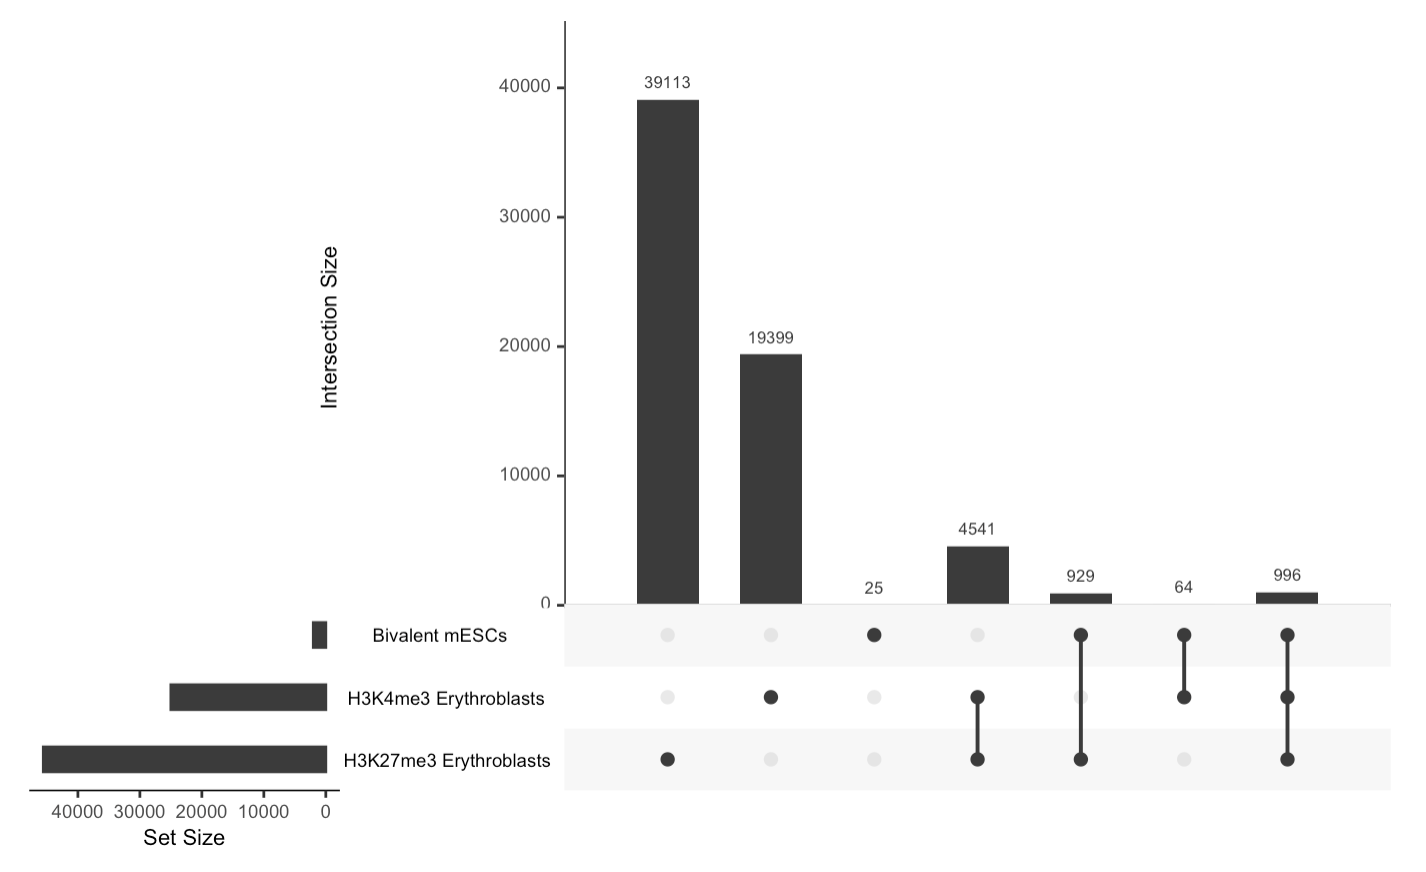 39113
40000
30000
Intersection Size
20000
19399
10000
4541
929
996
25
64
0
Bivalent mESCs
H3K4me3 Erythroblasts
H3K27me3 Erythroblasts
40000 30000 20000 10000 0
Set Size